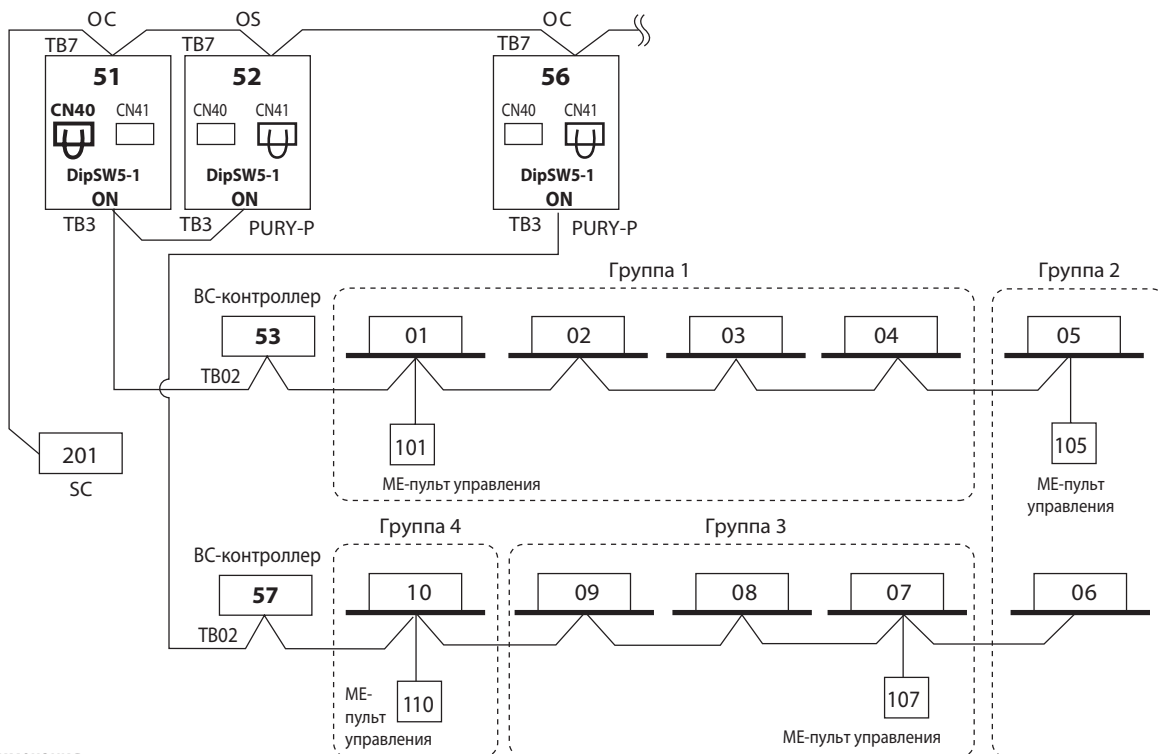 OC
OS
OC
TB7
TB7
TB7
51
52
56
CN40
CN41
CN40
CN41
CN40
CN41
DipSW5-1
DipSW5-1
DipSW5-1
ON
ON
ON
TB3
TB3
PURY-P
TB3
PURY-P
Группа 1
Группа 2
BC-контроллер
53
01
02
03
04
05
TB02
201
SC
101
105
ME-пульт управления
ME-пульт
управления
Группа 4
Группа 3
BC-контроллер
57
10
09
08
07
06
TB02
ME-
пульт
управления
110
107
ME-пульт управления